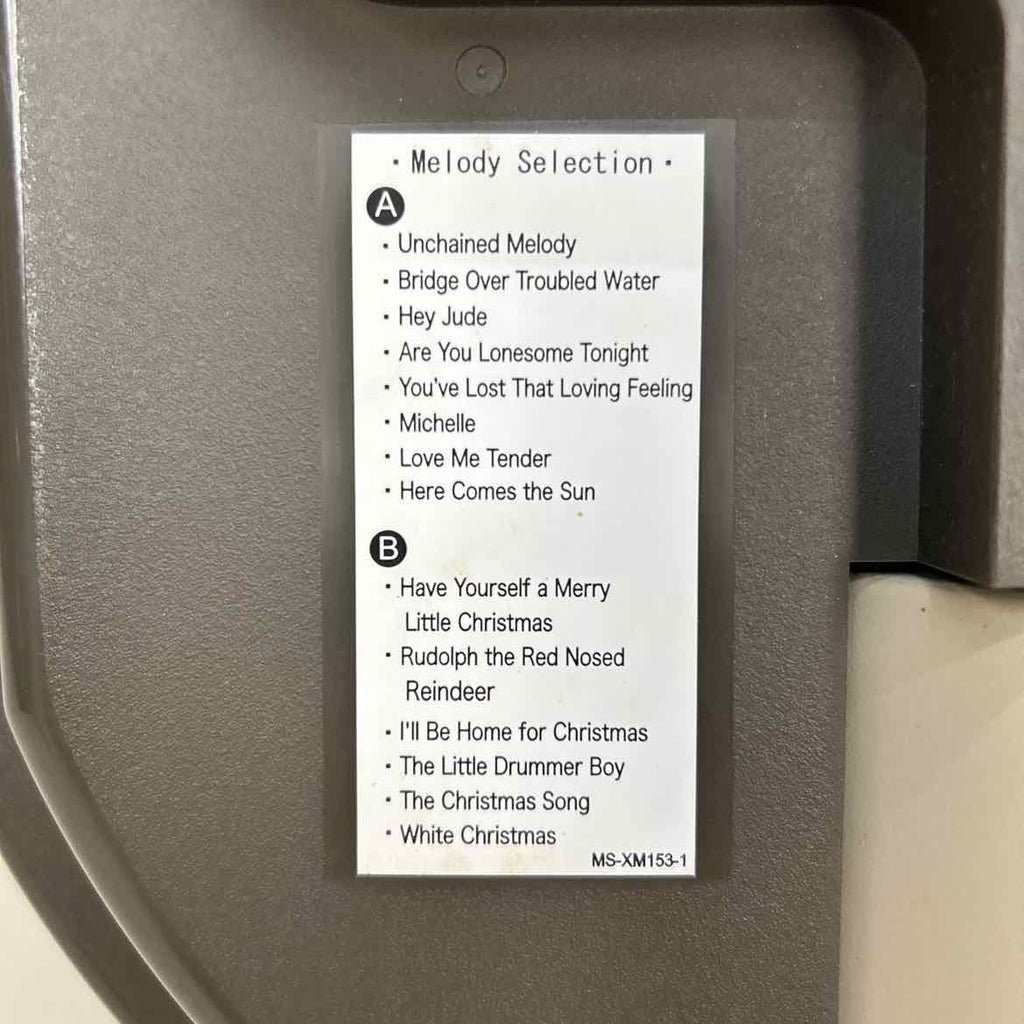 · Melody Selection ·
A
· Unchained Melody
· Bridge Over Troubled Water
· Hey Jude
· Are You Lonesome Tonight
· You've Lost That Loving Feeling
· Michelle
· Love Me Tender
· Here Comes the Sun
B
· Have Yourself a Merry
Little Christmas
· Rudolph the Red Nosed
Reindeer
· I'll Be Home for Christmas
· The Little Drummer Boy
· The Christmas Song
· White Christmas
MS-XM153-1